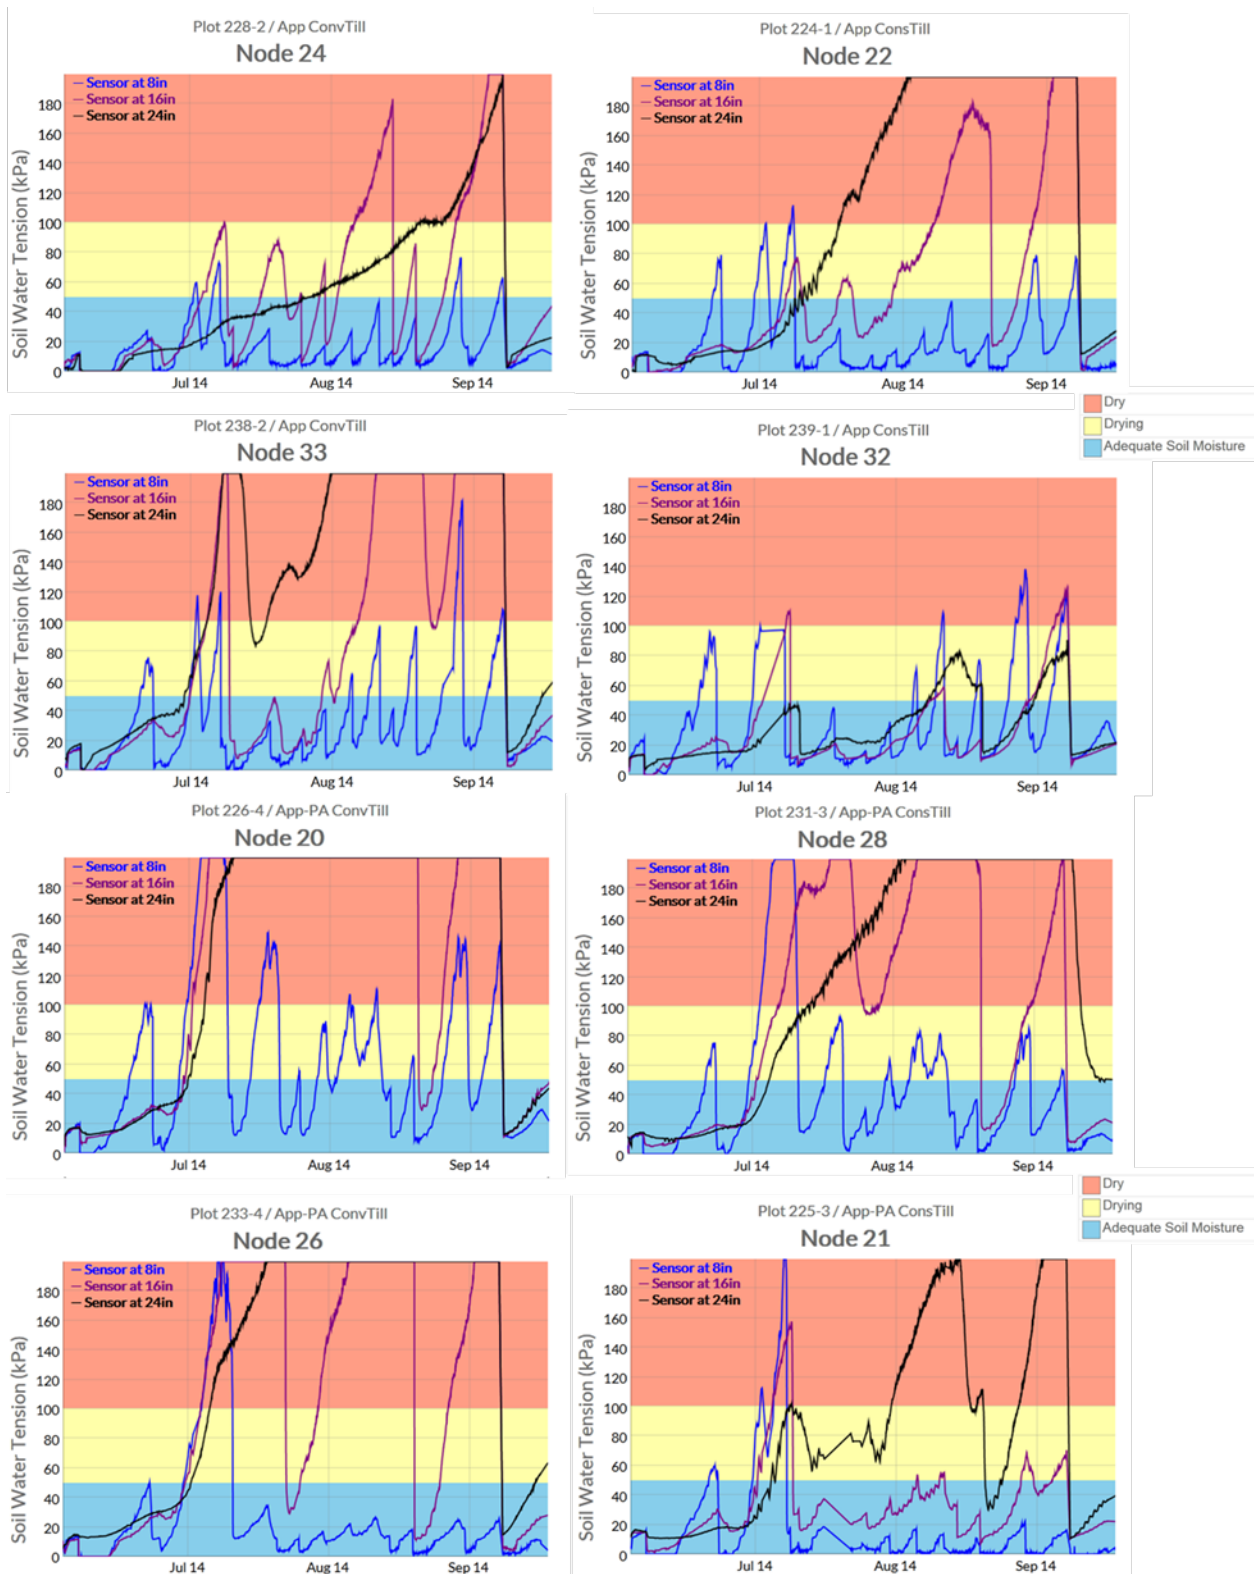 Plot 228-2 / App ConvTill
Node 24
Sensor at 8in
Sensor at 16in
Sensor at 24in
Soil Water Tension (kPa)
180
160
140
120
100
80
60
40
20
0
Jul 14
Aug 14
Sep 14
Plot 224-1 / App ConsTill
Node 22
Sensor at 8in
Sensor at 16in
Sensor at 24in
Soil Water Tension (kPa)
180
160
140
120
100
80
60
40
20
0
Jul 14
Aug 14
Sep 14
Dry
Drying
Adequate Soil Moisture
Plot 238-2 / App ConvTill
Node 33
Sensor at 8in
Sensor at 16in
Sensor at 24in
Soil Water Tension (kPa)
180
160
140
120
100
80
60
40
20
0
Jul 14
Aug 14
Sep 14
Plot 239-1 / App ConsTill
Node 32
Sensor at 8in
Sensor at 16in
Sensor at 24in
Soil Water Tension (kPa)
180
160
140
120
100
80
60
40
20
0
Jul 14
Aug 14
Sep 14
Plot 226-4 / App-PA ConvTill
Node 20
Sensor at 8in
Sensor at 16in
Sensor at 24in
Soil Water Tension (kPa)
180
160
140
120
100
80
60
40
20
0
Jul 14
Aug 14
Sep 14
Plot 231-3 / App-PA ConsTill
Node 28
Sensor at 8in
Sensor at 16in
Sensor at 24in
Soil Water Tension (kPa)
180
160
140
120
100
80
60
40
20
0
Jul 14
Aug 14
Sep 14
Dry
Drying
Adequate Soil Moisture
Plot 233-4 / App-PA ConvTill
Node 26
Sensor at 8in
Sensor at 16in
Sensor at 24in
Soil Water Tension (kPa)
180
160
140
120
100
80
60
40
20
0
Jul 14
Aug 14
Sep 14
Plot 225-3 / App-PA ConsTill
Node 21
Sensor at 8in
Sensor at 16in
Sensor at 24in
Soil Water Tension (kPa)
180
160
140
120
100
80
60
40
20
0
Jul 14
Aug 14
Sep 14